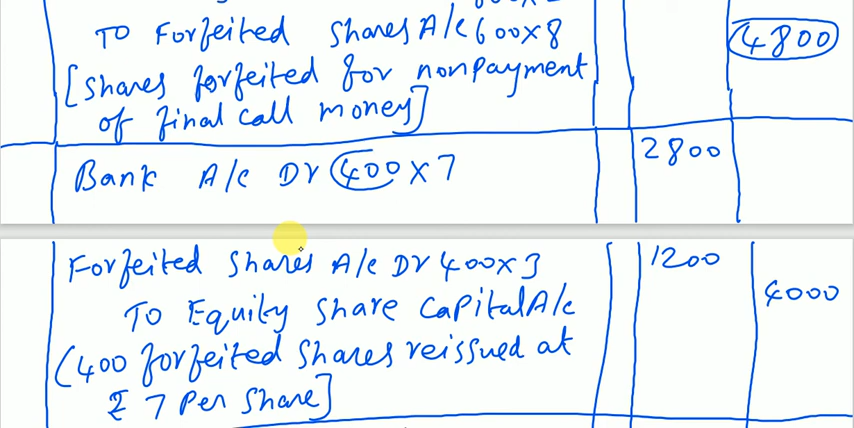 TO Forfeited Shares A/c 600x8 4800
[Shares forfeited for nonpayment
of final call money]
Bank A/c Dr 400x7 2800
Forfeited Shares A/c Dr 400x3 1200
To Equity Share Capital A/c 4000
(400 forfeited shares reissued at
₹ 7 Per Share]